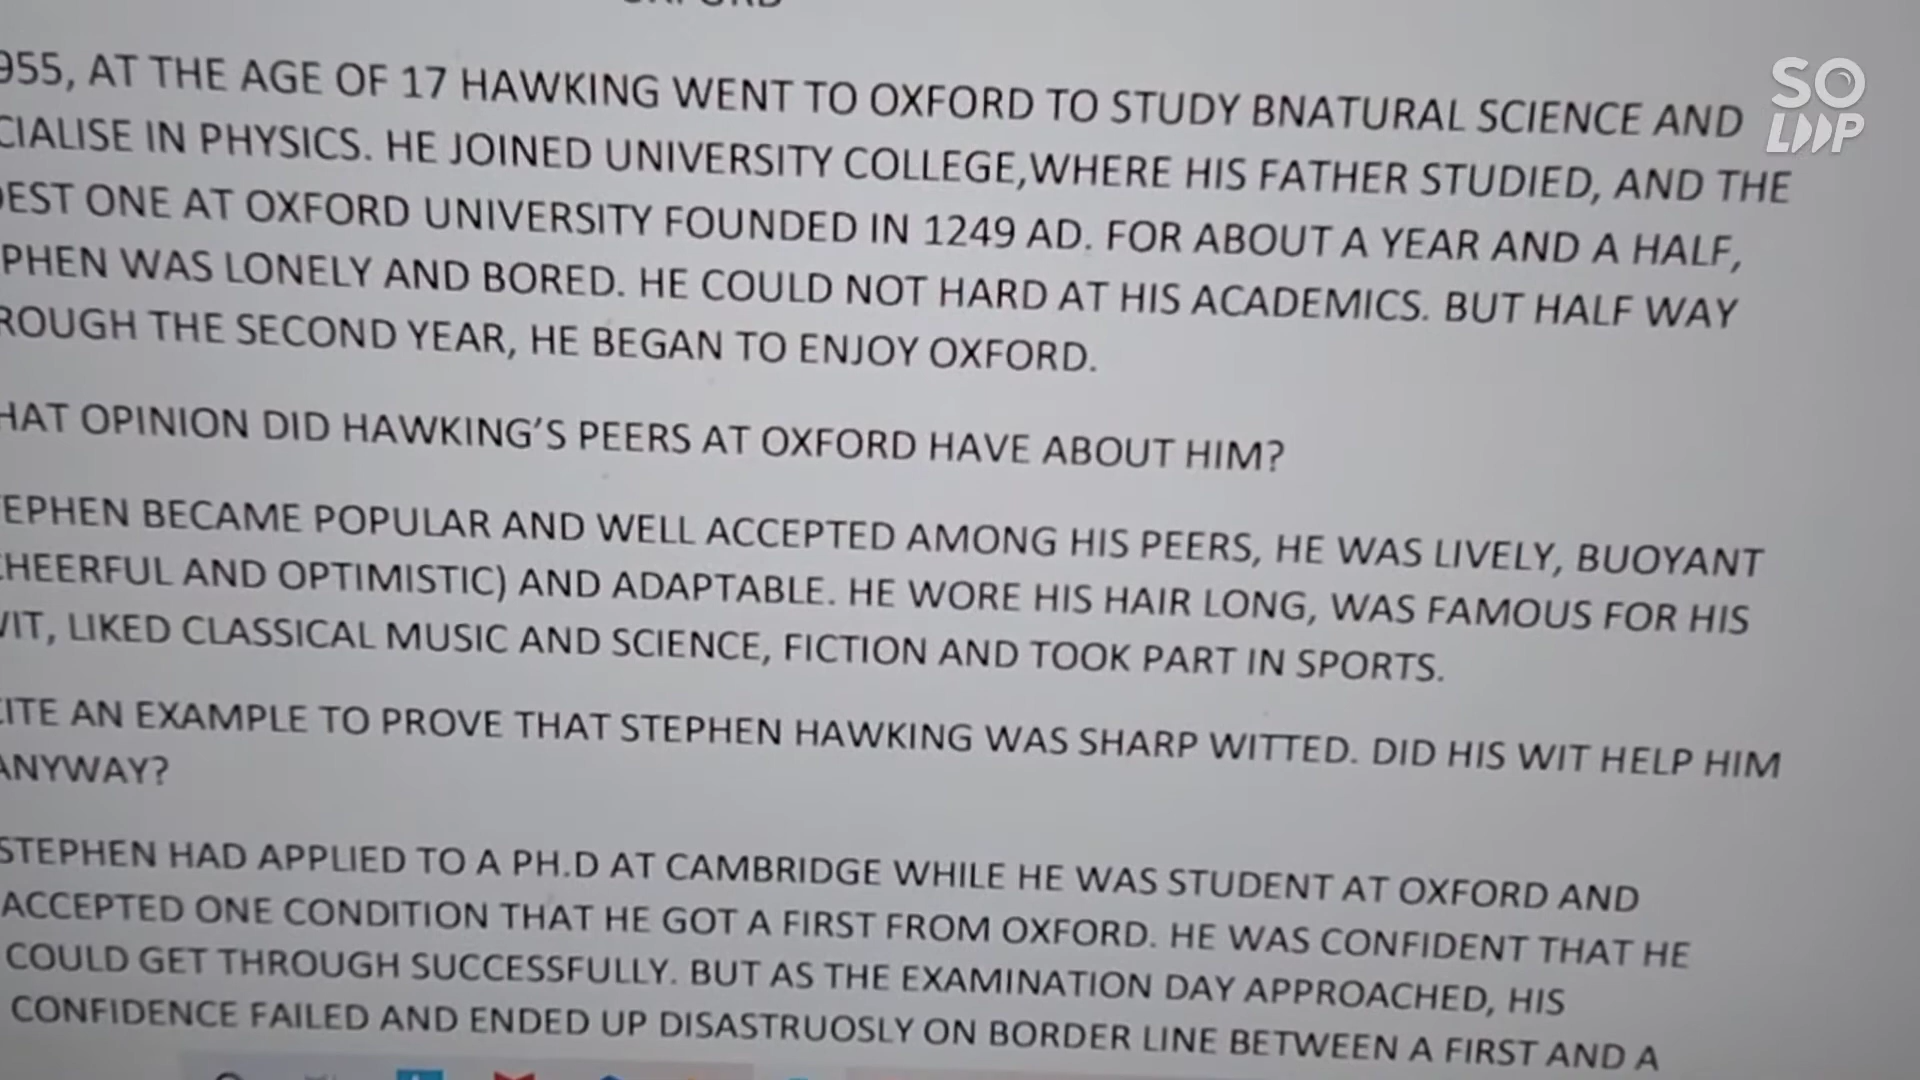 OXFORD
955, AT THE AGE OF 17 HAWKING WENT TO OXFORD TO STUDY BNATURAL SCIENCE AND
CIALISE IN PHYSICS. HE JOINED UNIVERSITY COLLEGE,WHERE HIS FATHER STUDIED, AND THE
DEST ONE AT OXFORD UNIVERSITY FOUNDED IN 1249 AD. FOR ABOUT A YEAR AND A HALF,
PHEN WAS LONELY AND BORED. HE COULD NOT HARD AT HIS ACADEMICS. BUT HALF WAY
ROUGH THE SECOND YEAR, HE BEGAN TO ENJOY OXFORD.
HAT OPINION DID HAWKING'S PEERS AT OXFORD HAVE ABOUT HIM?
EPHEN BECAME POPULAR AND WELL ACCEPTED AMONG HIS PEERS, HE WAS LIVELY, BUOYANT
CHEERFUL AND OPTIMISTIC) AND ADAPTABLE. HE WORE HIS HAIR LONG, WAS FAMOUS FOR HIS
WIT, LIKED CLASSICAL MUSIC AND SCIENCE, FICTION AND TOOK PART IN SPORTS.
CITE AN EXAMPLE TO PROVE THAT STEPHEN HAWKING WAS SHARP WITTED. DID HIS WIT HELP HIM
ANYWAY?
STEPHEN HAD APPLIED TO A PH.D AT CAMBRIDGE WHILE HE WAS STUDENT AT OXFORD AND
ACCEPTED ONE CONDITION THAT HE GOT A FIRST FROM OXFORD. HE WAS CONFIDENT THAT HE
COULD GET THROUGH SUCCESSFULLY. BUT AS THE EXAMINATION DAY APPROACHED, HIS
CONFIDENCE FAILED AND ENDED UP DISASTRUOSLY ON BORDER LINE BETWEEN A FIRST AND A
SO
LOOP